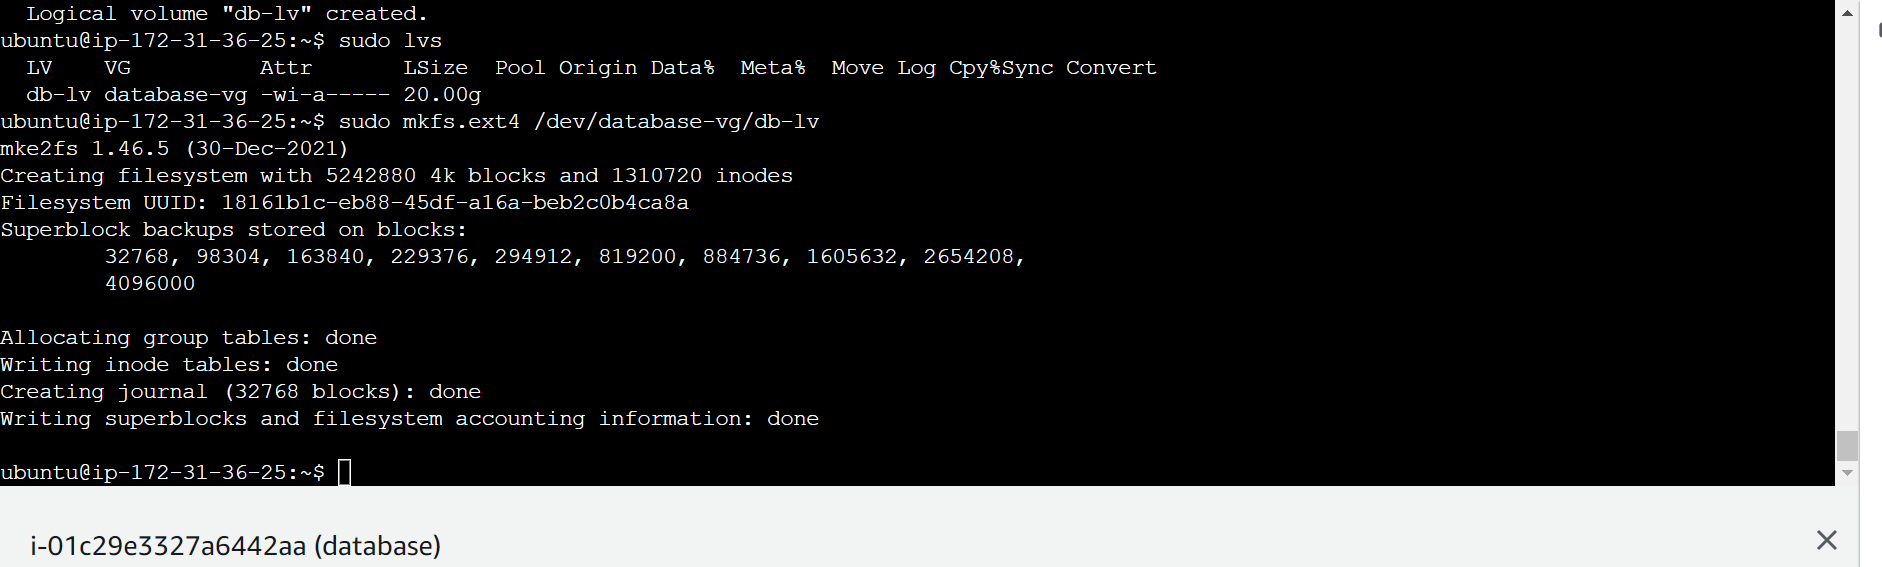 Logical volume "db-lv" created.
ubuntu@ip-172-31-36-25:~$ sudo lvs
LV VG Attr LSize Pool Origin Data% Meta% Move Log Cpy%Sync Convert
db-lv database-vg -wi-a----- 20.00g
ubuntu@ip-172-31-36-25:~$ sudo mkfs.ext4 /dev/database-vg/db-lv
mke2fs 1.46.5 (30-Dec-2021)
Creating filesystem with 5242880 4k blocks and 1310720 inodes
Filesystem UUID: 18161b1c-eb88-45df-a16a-beb2c0b4ca8a
Superblock backups stored on blocks:
32768, 98304, 163840, 229376, 294912, 819200, 884736, 1605632, 2654208,
4096000
Allocating group tables: done
Writing inode tables: done
Creating journal (32768 blocks): done
Writing superblocks and filesystem accounting information: done
ubuntu@ip-172-31-36-25:~$
i-01c29e3327a6442aa (database)